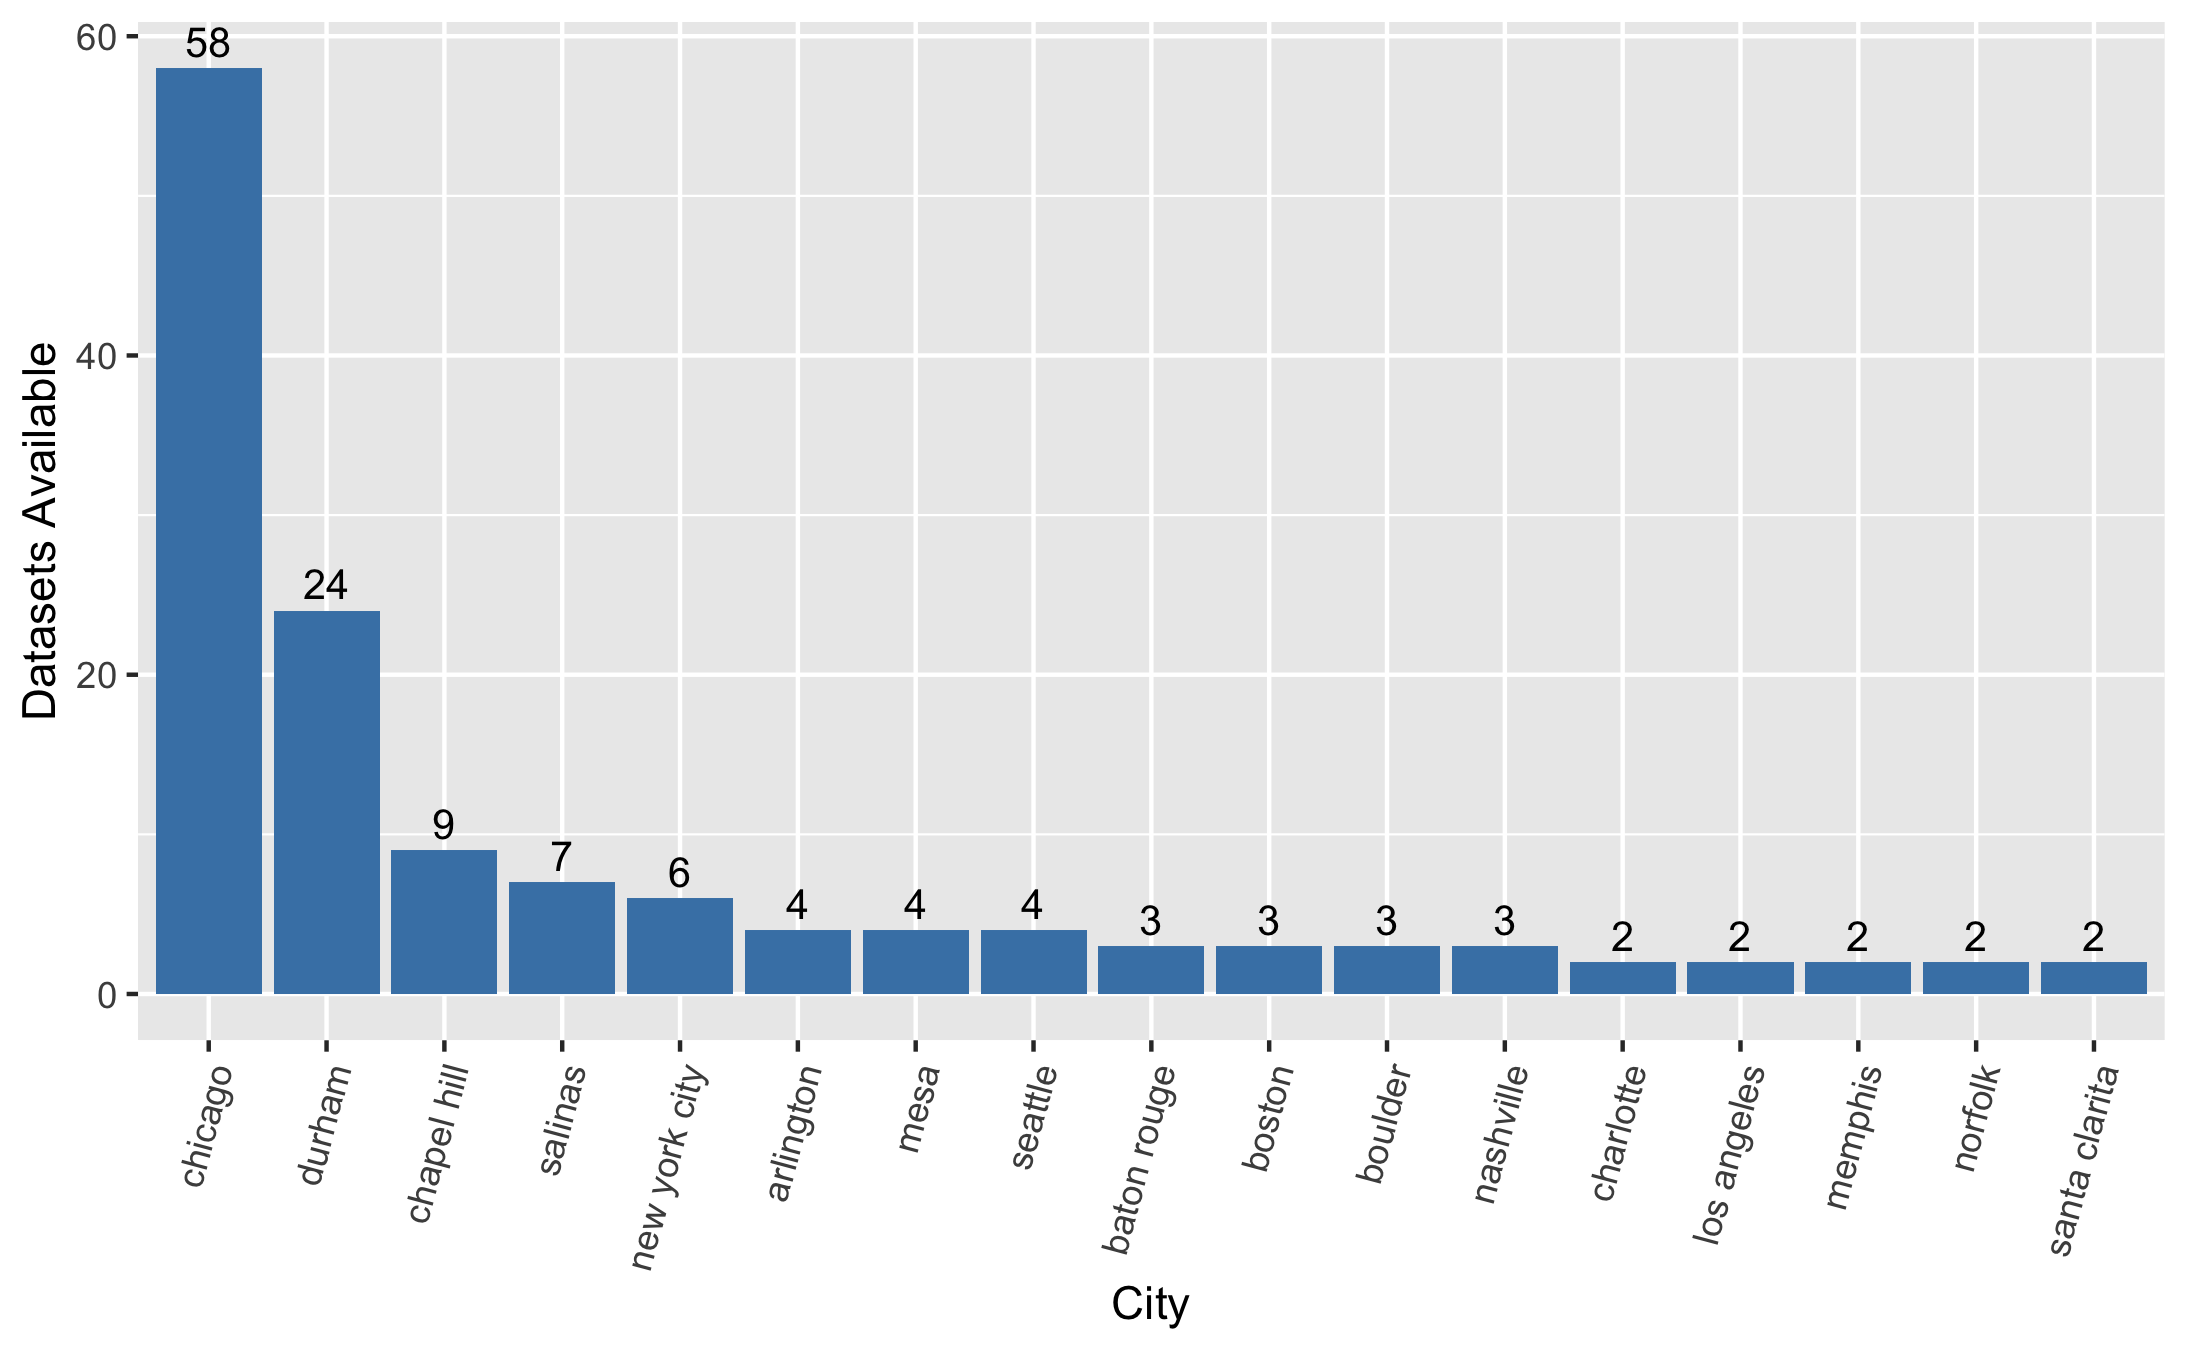 Datasets Available
60
40
20
0
58
24
9
7
6
4
4
4
3
3
3
3
2
2
2
2
2
chicago
durham
chapel hill
salinas
new york city
arlington
mesa
seattle
baton rouge
boston
boulder
nashville
charlotte
los angeles
memphis
norfolk
santa clarita
City